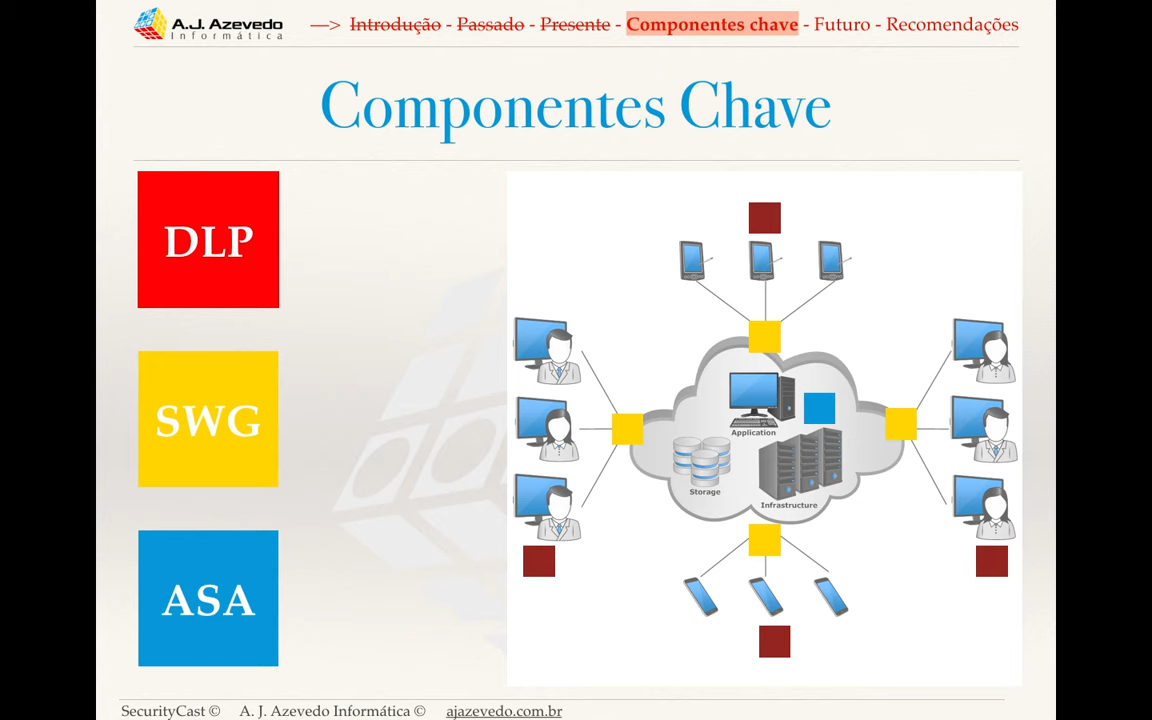 A.J. Azevedo
Informática
—> Introdução - Passado - Presente - Componentes chave - Futuro - Recomendações
Componentes Chave
DLP
SWG
ASA
Application
Storage
Infrastructure
SecurityCast © A. J. Azevedo Informática © ajazevedo.com.br